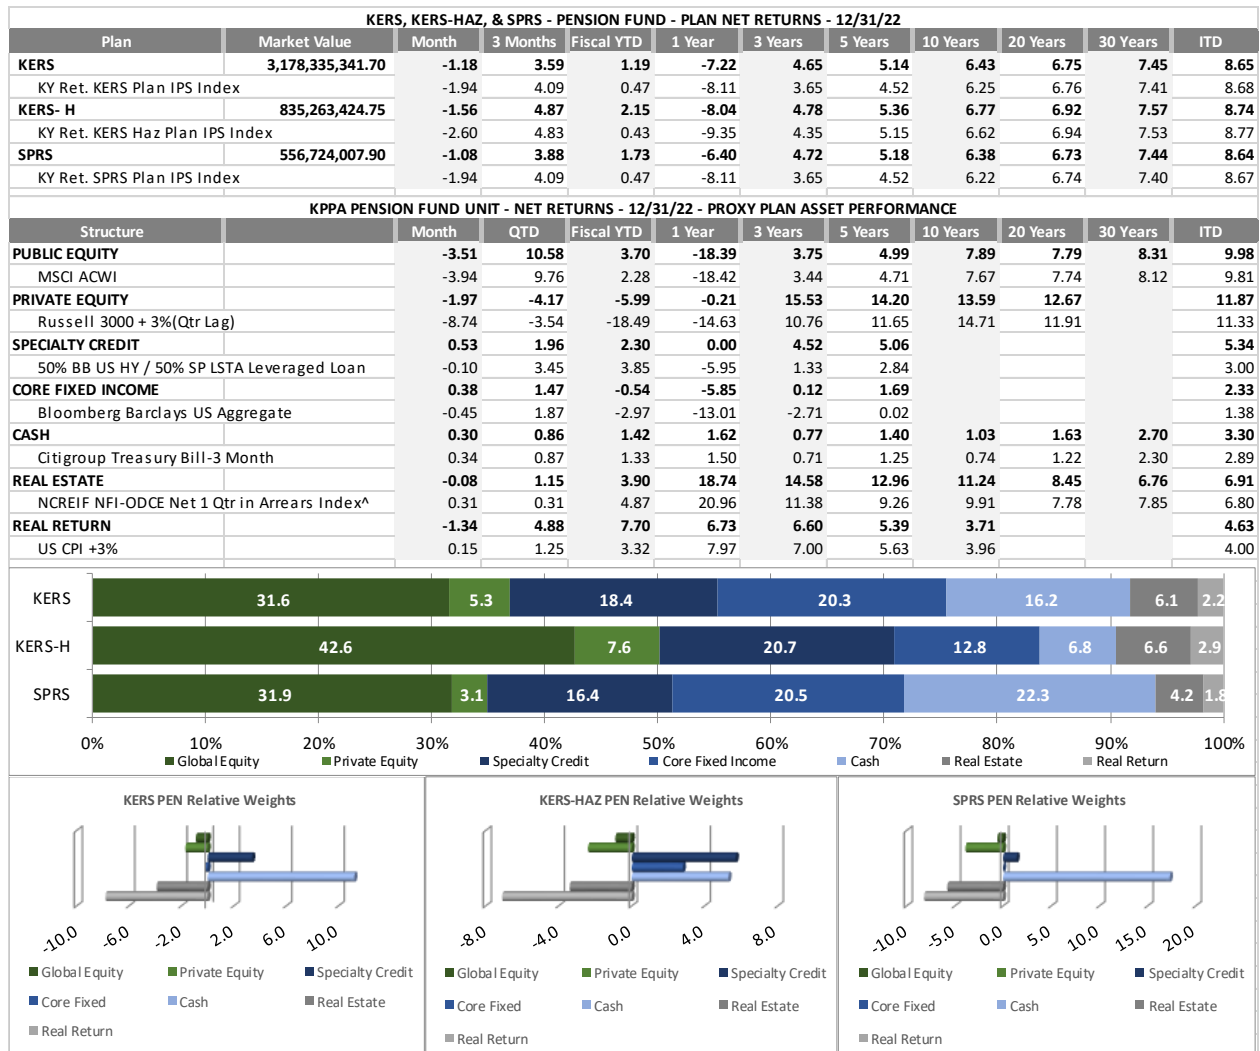 KERS, KERS-HAZ, & SPRS - PENSION FUND - PLAN NET RETURNS - 12/31/22
Plan Market Value Month 3 Months Fiscal YTD 1 Year 3 Years 5 Years 10 Years 20 Years 30 Years ITD
KERS 3,178,335,341.70 -1.18 3.59 1.19 -7.22 4.65 5.14 6.43 6.75 7.45 8.65
KY Ret. KERS Plan IPS Index -1.94 4.09 0.47 -8.11 3.65 4.52 6.25 6.76 7.41 8.68
KERS- H 835,263,424.75 -1.56 4.87 2.15 -8.04 4.78 5.36 6.77 6.92 7.57 8.74
KY Ret. KERS Haz Plan IPS Index -2.60 4.83 0.43 -9.35 4.35 5.15 6.62 6.94 7.53 8.77
SPRS 556,724,007.90 -1.08 3.88 1.73 -6.40 4.72 5.18 6.38 6.73 7.44 8.64
KY Ret. SPRS Plan IPS Index -1.94 4.09 0.47 -8.11 3.65 4.52 6.22 6.74 7.40 8.67
KPPA PENSION FUND UNIT - NET RETURNS - 12/31/22 - PROXY PLAN ASSET PERFORMANCE
Structure Month QTD Fiscal YTD 1 Year 3 Years 5 Years 10 Years 20 Years 30 Years ITD
PUBLIC EQUITY -3.51 10.58 3.70 -18.39 3.75 4.99 7.89 7.79 8.31 9.98
MSCI ACWI -3.94 9.76 2.28 -18.42 3.44 4.71 7.67 7.74 8.12 9.81
PRIVATE EQUITY -1.97 -4.17 -5.99 -0.21 15.53 14.20 13.59 12.67 11.87
Russell 3000 + 3%(Qtr Lag) -8.74 -3.54 -18.49 -14.63 10.76 11.65 14.71 11.91 11.33
SPECIALTY CREDIT 0.53 1.96 2.30 0.00 4.52 5.06 5.34
50% BB US HY / 50% SP LSTA Leveraged Loan -0.10 3.45 3.85 -5.95 1.33 2.84 3.00
CORE FIXED INCOME 0.38 1.47 -0.54 -5.85 0.12 1.69 2.33
Bloomberg Barclays US Aggregate -0.45 1.87 -2.97 -13.01 -2.71 0.02 1.38
CASH 0.30 0.86 1.42 1.62 0.77 1.40 1.03 1.63 2.70 3.30
Citigroup Treasury Bill-3 Month 0.34 0.87 1.33 1.50 0.71 1.25 0.74 1.22 2.30 2.89
REAL ESTATE -0.08 1.15 3.90 18.74 14.58 12.96 11.24 8.45 6.76 6.91
NCREIF NFI-ODCE Net 1 Qtr in Arrears Index^ 0.31 0.31 4.87 20.96 11.38 9.26 9.91 7.78 7.85 6.80
REAL RETURN -1.34 4.88 7.70 6.73 6.60 5.39 3.71 4.63
US CPI +3% 0.15 1.25 3.32 7.97 7.00 5.63 3.96 4.00
KERS 31.6 5.3 18.4 20.3 16.2 6.1 2.2
KERS-H 42.6 7.6 20.7 12.8 6.8 6.6 2.9
SPRS 31.9 3.1 16.4 20.5 22.3 4.2 1.8
0% 10% 20% 30% 40% 50% 60% 70% 80% 90% 100%
Global Equity Private Equity Specialty Credit Core Fixed Income Cash Real Estate Real Return
KERS PEN Relative Weights
-10.0 -6.0 -2.0 2.0 6.0 10.0
Global Equity Private Equity Specialty Credit
Core Fixed Cash Real Estate
Real Return
KERS-HAZ PEN Relative Weights
-8.0 -4.0 0.0 4.0 8.0
Global Equity Private Equity Specialty Credit
Core Fixed Cash Real Estate
Real Return
SPRS PEN Relative Weights
-10.0 -5.0 0.0 5.0 10.0 15.0 20.0
Global Equity Private Equity Specialty Credit
Core Fixed Cash Real Estate
Real Return